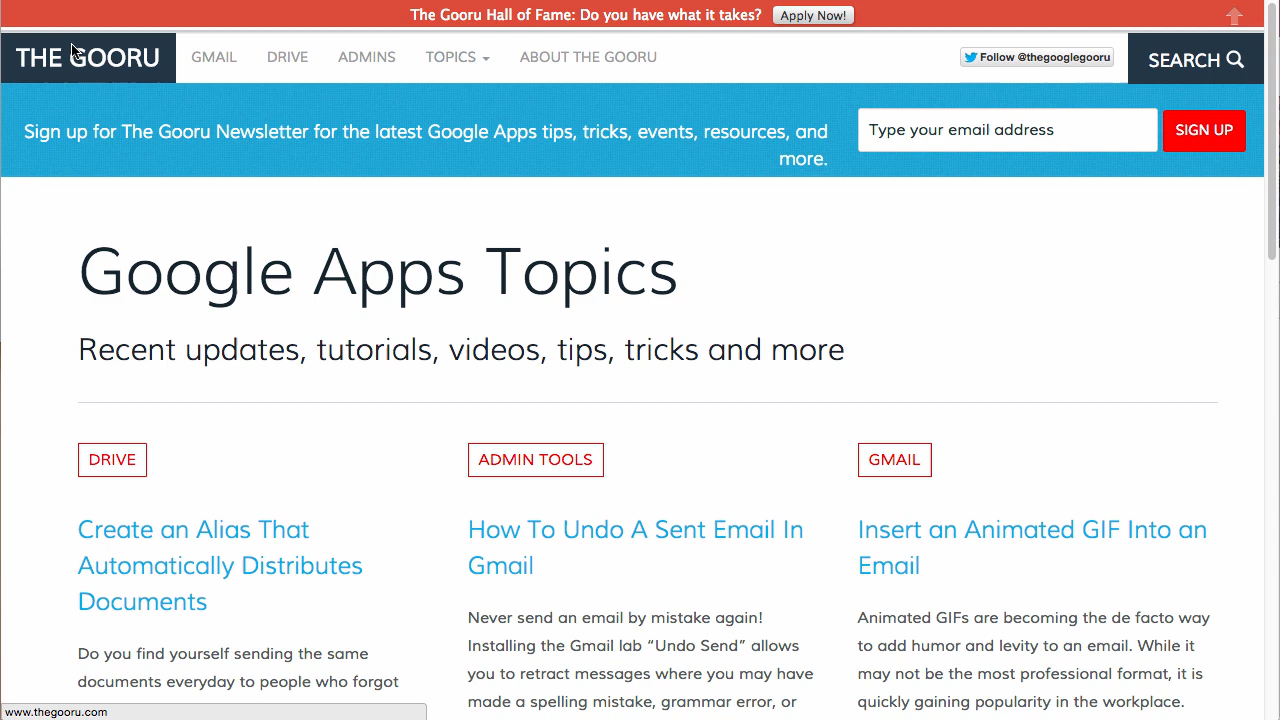 The Gooru Hall of Fame: Do you have what it takes? Apply Now!
THE GOORU GMAIL DRIVE ADMINS TOPICS ABOUT THE GOORU Follow @thegooglegooru SEARCH
Sign up for The Gooru Newsletter for the latest Google Apps tips, tricks, events, resources, and
more.
Type your email address SIGN UP
Google Apps Topics
Recent updates, tutorials, videos, tips, tricks and more
DRIVE
Create an Alias That
Automatically Distributes
Documents
Do you find yourself sending the same
documents everyday to people who forgot
ADMIN TOOLS
How To Undo A Sent Email In
Gmail
Never send an email by mistake again!
Installing the Gmail lab “Undo Send” allows
you to retract messages where you may have
made a spelling mistake, grammar error, or
GMAIL
Insert an Animated GIF Into an
Email
Animated GIFs are becoming the de facto way
to add humor and levity to an email. While it
may not be the most professional format, it is
quickly gaining popularity in the workplace.
www.thegooru.com